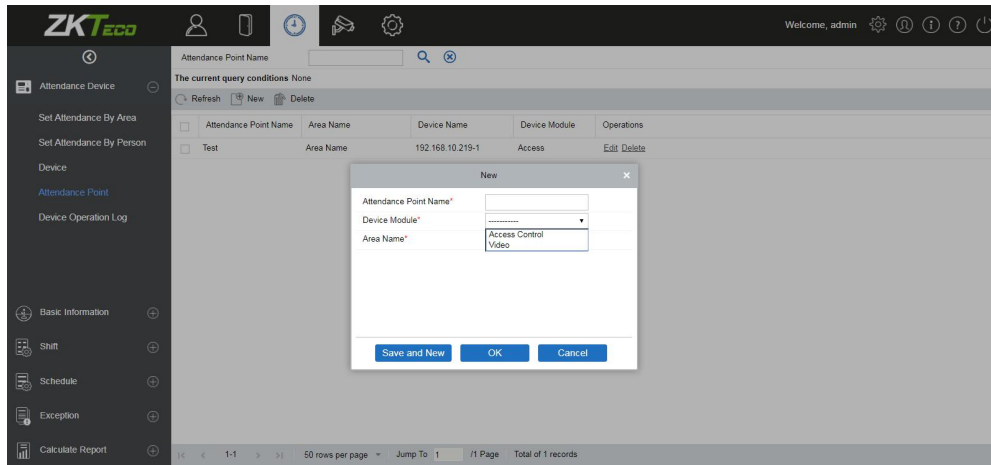 ZKTeco
Welcome, admin
Attendance Point Name
The current query conditions None
Refresh New Delete
Attendance Device
Set Attendance By Area
Set Attendance By Person
Device
Attendance Point
Device Operation Log
Basic Information
Shift
Schedule
Exception
Calculate Report
Attendance Point Name Area Name Device Name Device Module Operations
Test Area Name 192.168.10.219-1 Access Edit Delete
New
Attendance Point Name*
Device Module* -----------
Area Name*
Access Control
Video
Save and New OK Cancel
1-1 50 rows per page Jump To 1 /1 Page Total of 1 records